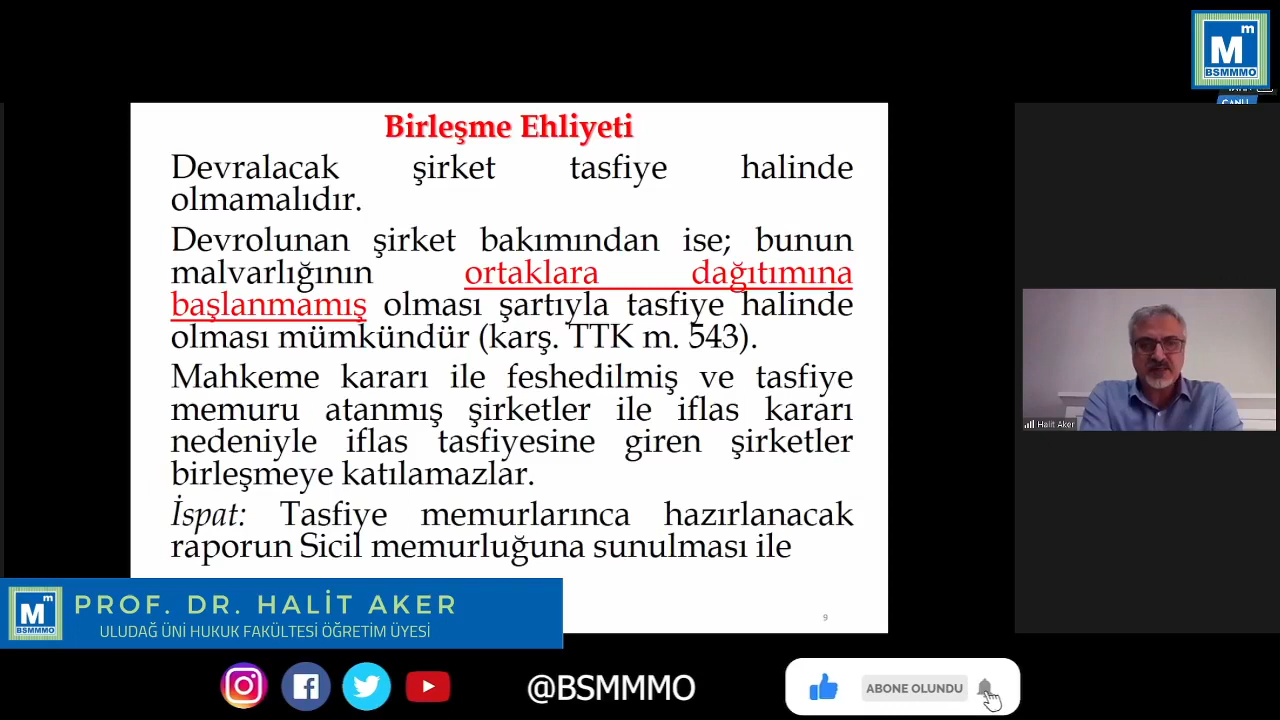 Mm
BSMMMO
CANLI
Birleşme Ehliyeti
Devralacak şirket tasfiye halinde
olmamalıdır.
Devrolunan şirket bakımından ise; bunun
malvarlığının ortaklara dağıtımına
başlanmamış olması şartıyla tasfiye halinde
olması mümkündür (karş. TTK m. 543).
Mahkeme kararı ile feshedilmiş ve tasfiye
memuru atanmış şirketler ile iflas kararı
nedeniyle iflas tasfiyesine giren şirketler
birleşmeye katılamazlar.
İspat: Tasfiye memurlarınca hazırlanacak
raporun Sicil memurluğuna sunulması ile
9
Halit Aker
Mm
BSMMMO
PROF. DR. HALİT AKER
ULUDAĞ ÜNİ HUKUK FAKÜLTESİ ÖĞRETİM ÜYESİ
@BSMMMO
ABONE OLUNDU